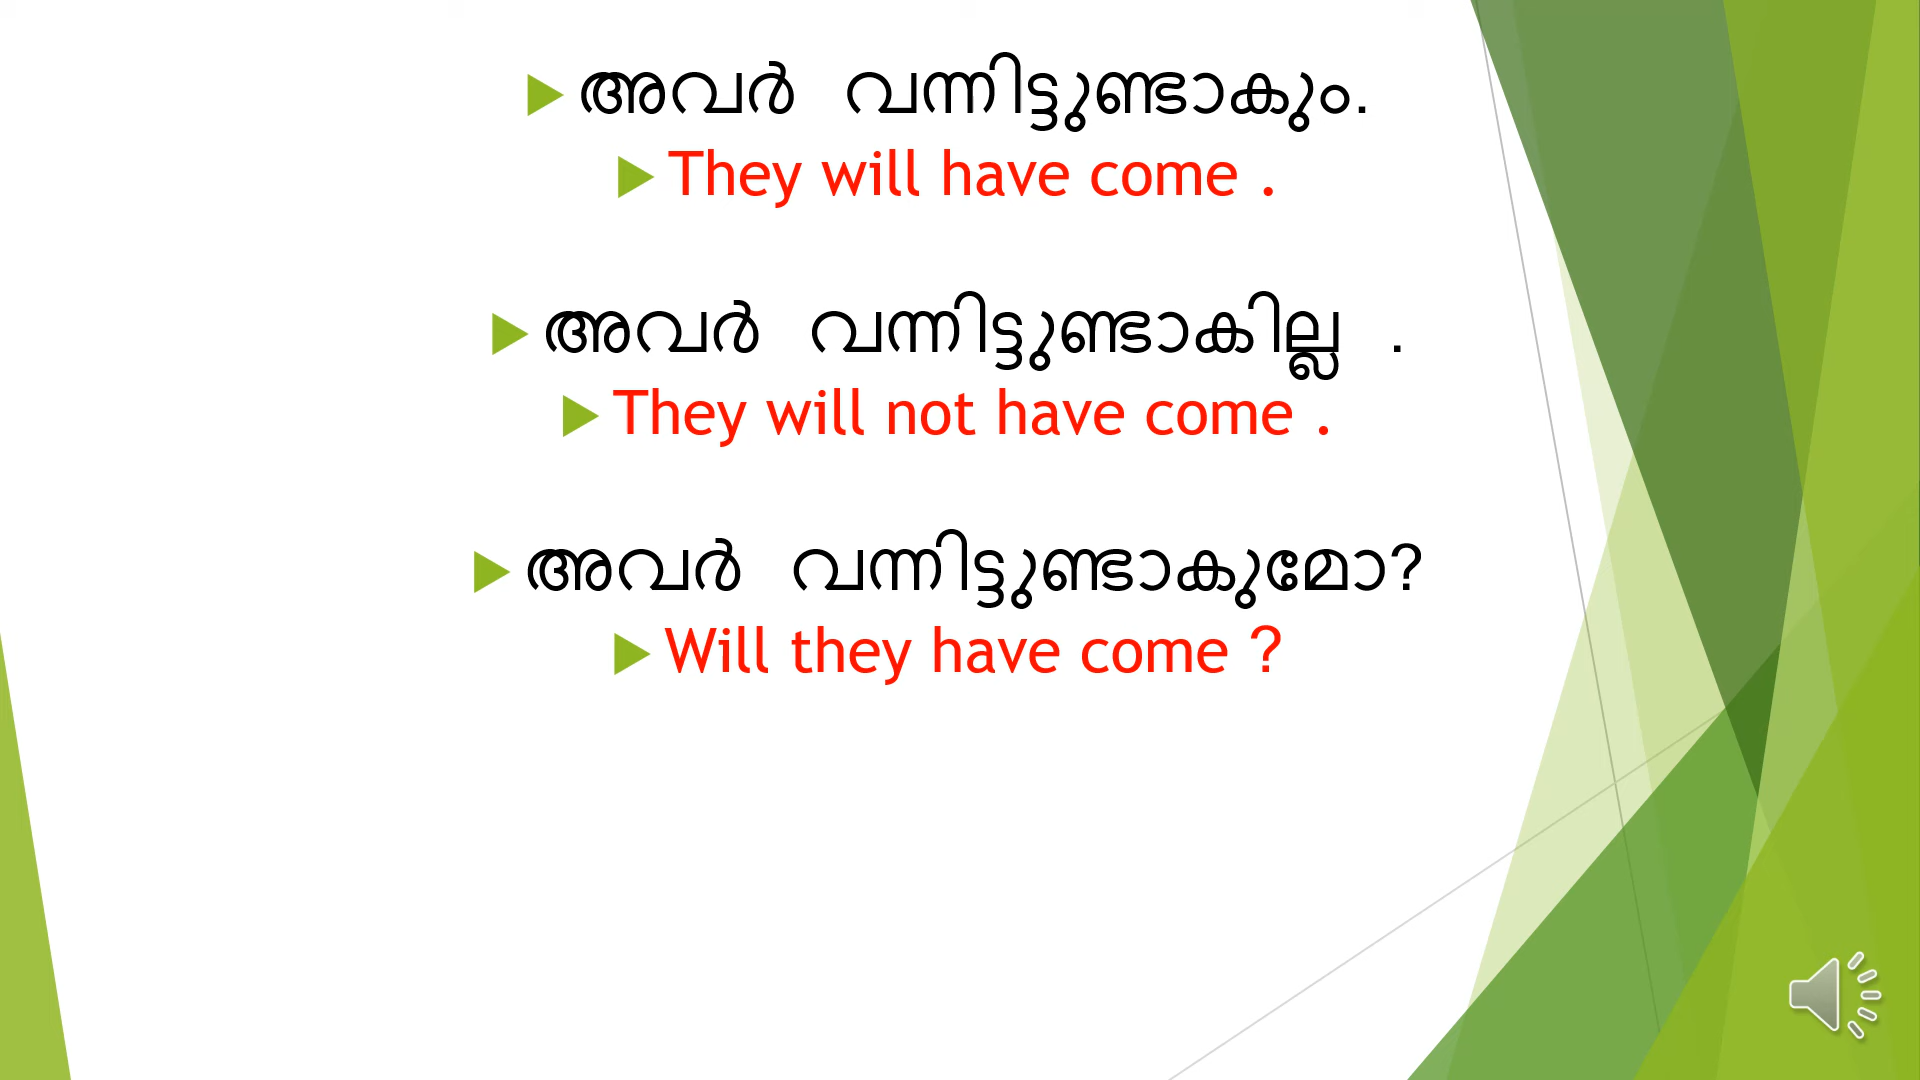 അവർ വന്നിട്ടുണ്ടാകും.
They will have come .
അവർ വന്നിട്ടുണ്ടാകില്ല .
They will not have come .
അവർ വന്നിട്ടുണ്ടാകുമോ?
Will they have come ?